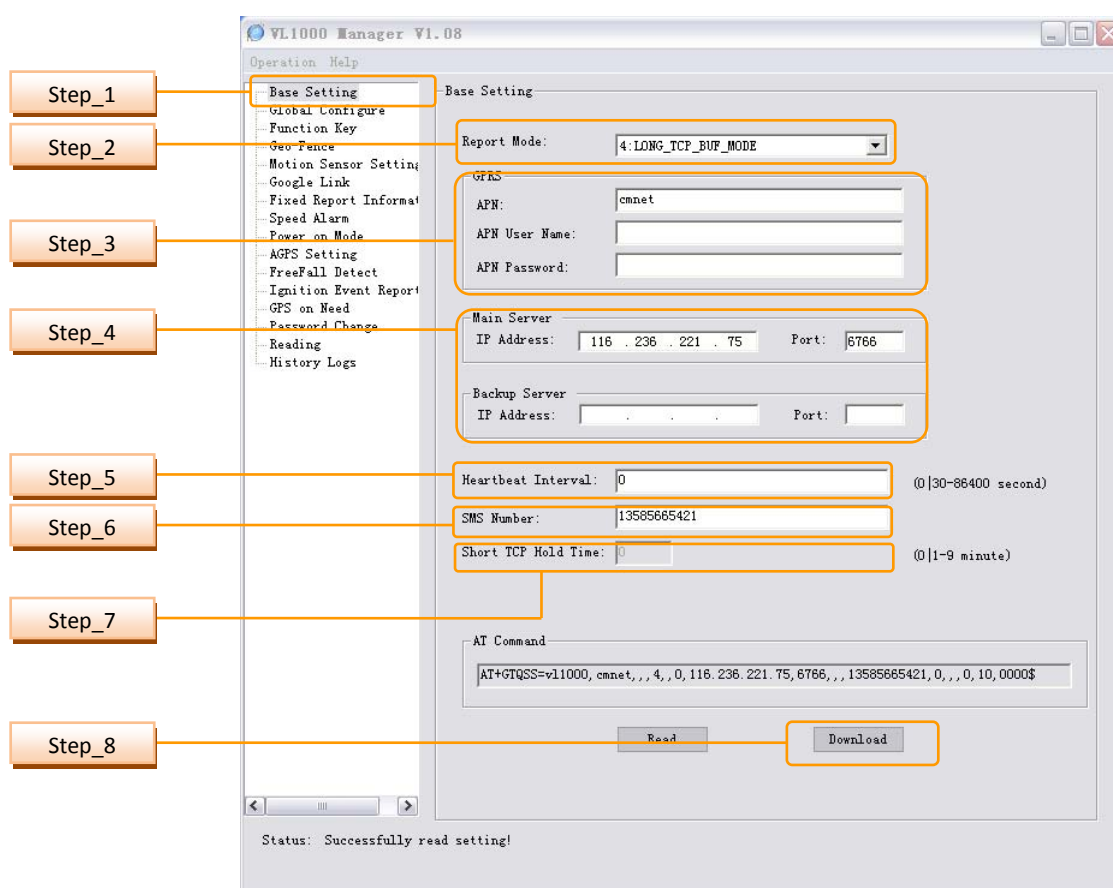 VL1000 Manager V1.08
Operation Help
Step_1
Step_2
Step_3
Step_4
Step_5
Step_6
Step_7
Step_8
Base Setting
Global Configure
Function Key
Geo Fence
Motion Sensor Setting
Google Link
Fixed Report Informat
Speed Alarm
Power on Mode
AGPS Setting
FreeFall Detect
Ignition Event Report
GPS on Need
Password Change
Reading
History Logs
Base Setting
Report Mode: 4:LONG_TCP_BUF_MODE
GPRS
APN: cmnet
APN User Name:
APN Password:
Main Server
IP Address: 116 . 236 . 221 . 75 Port: 6766
Backup Server
IP Address: . . . Port:
Heartbeat Interval: 0 (0|30-86400 second)
SMS Number: 13585665421
Short TCP Hold Time: 0 (0|1-9 minute)
AT Command
AT+GTQSS=vl1000,cmnet,,,4,,0,116.236.221.75,6766,,,13585665421,0,,,0,10,0000$
Read Download
Status: Successfully read setting!